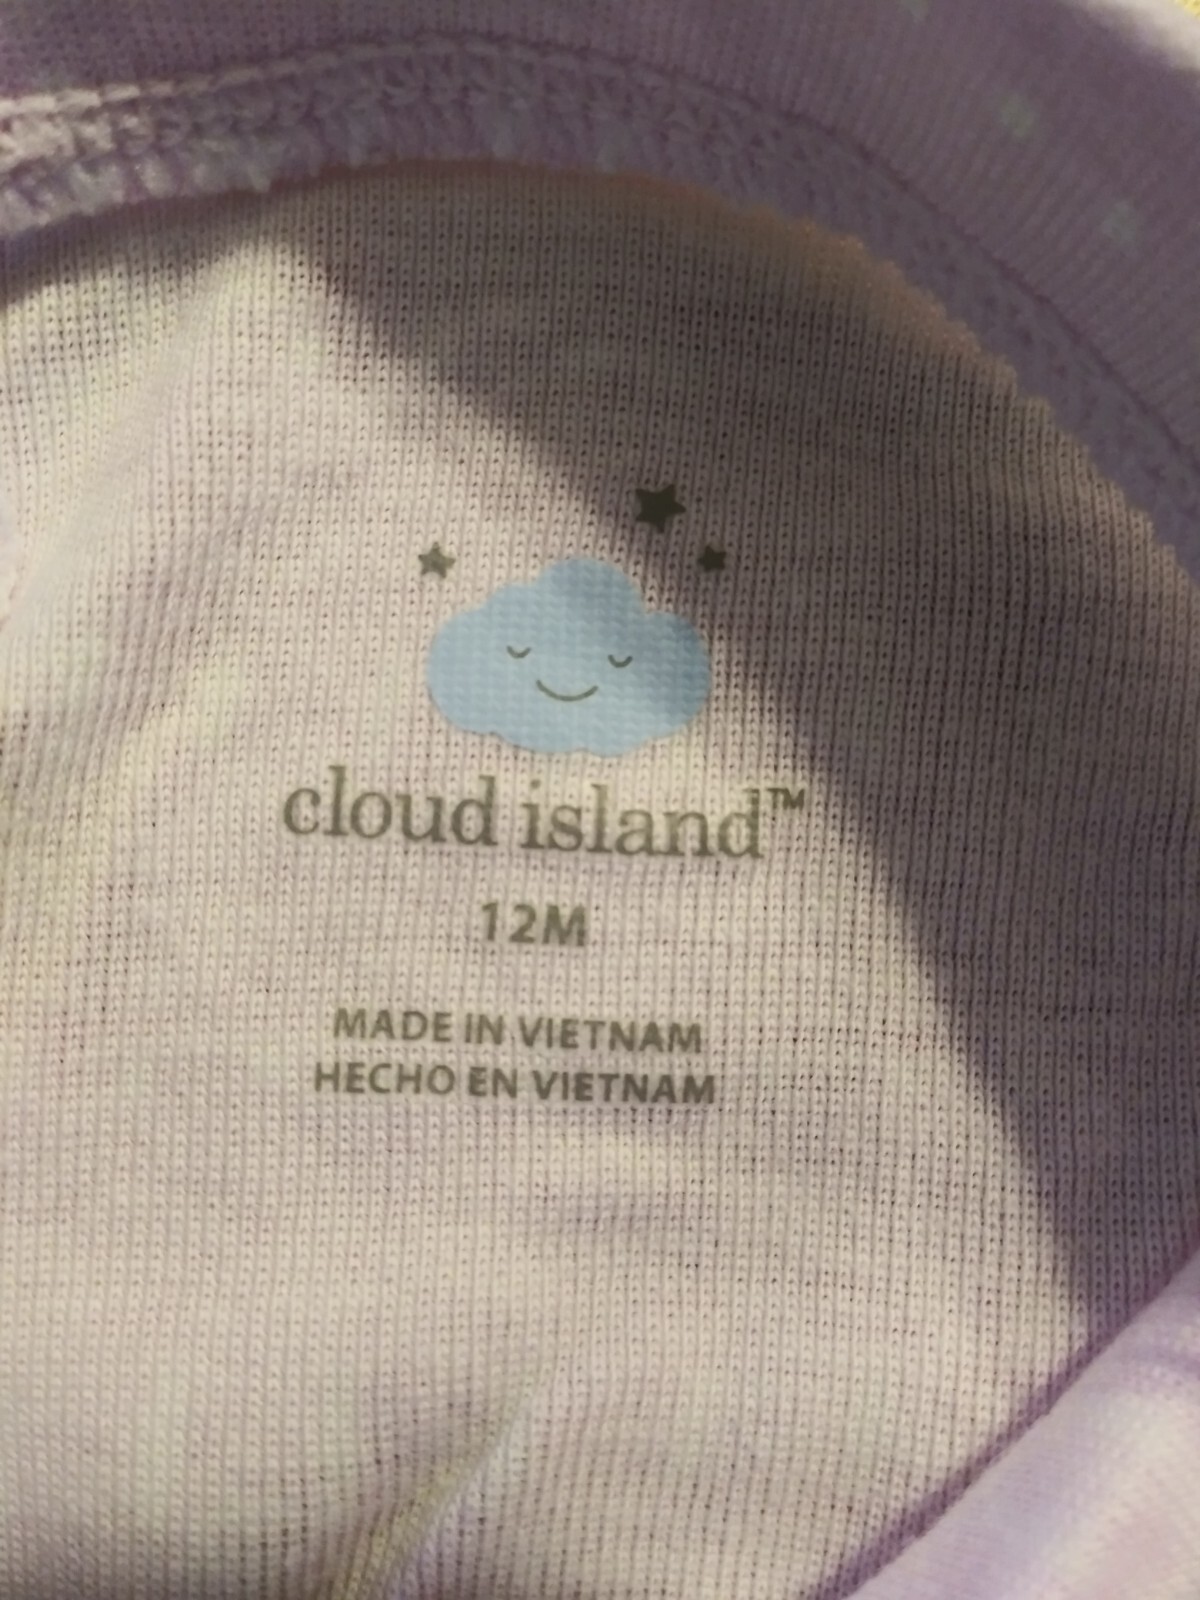 cloud island™
12M
MADE IN VIETNAM
HECHO EN VIETNAM